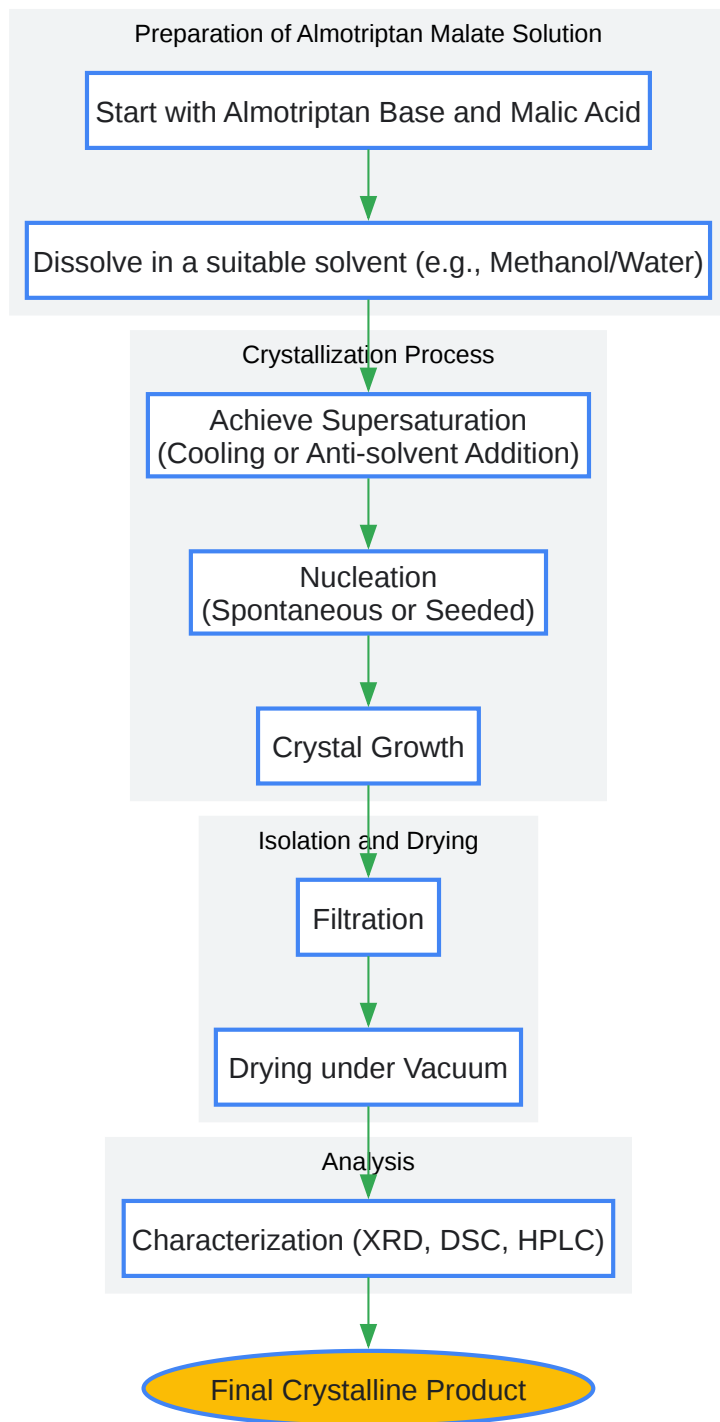 Preparation of Almotriptan Malate Solution
Start with Almotriptan Base and Malic Acid
Dissolve in a suitable solvent (e.g., Methanol/Water)
Crystallization Process
Achieve Supersaturation
(Cooling or Anti-solvent Addition)
Nucleation
(Spontaneous or Seeded)
Crystal Growth
Isolation and Drying
Filtration
Drying under Vacuum
Analysis
Characterization (XRD, DSC, HPLC)
Final Crystalline Product